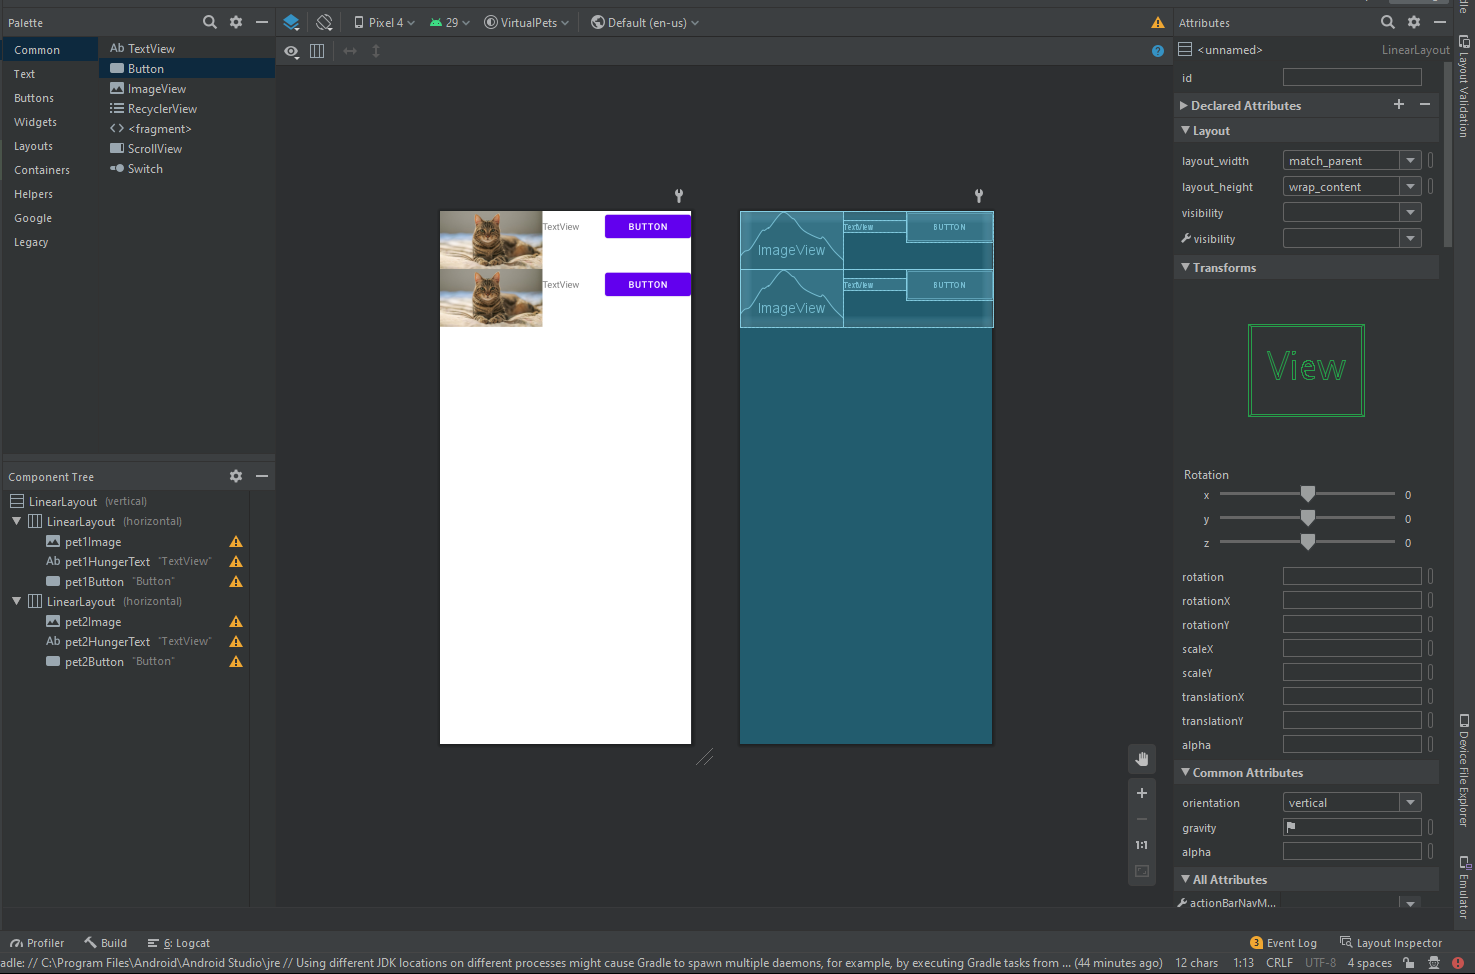 Palette
Pixel 4
29
VirtualPets
Default (en-us)
Attributes
Common
Text
Buttons
Widgets
Layouts
Containers
Helpers
Google
Legacy
Ab TextView
Button
ImageView
RecyclerView
<> <fragment>
ScrollView
Switch
?
TextView
BUTTON
TextView
BUTTON
ImageView
TextView
BUTTON
ImageView
TextView
BUTTON
Component Tree
LinearLayout (vertical)
LinearLayout (horizontal)
pet1Image
Ab pet1HungerText "TextView"
pet1Button "Button"
LinearLayout (horizontal)
pet2Image
Ab pet2HungerText "TextView"
pet2Button "Button"
1:1
<unnamed> LinearLayout
id
Declared Attributes
Layout
layout_width match_parent
layout_height wrap_content
visibility
visibility
Transforms
View
Rotation
x 0
y 0
z 0
rotation
rotationX
rotationY
scaleX
scaleY
translationX
translationY
alpha
Common Attributes
orientation vertical
gravity
alpha
All Attributes
actionBarNavM...
Layout Validation
Device File Explorer
Emulator
Profiler
Build
6: Logcat
3 Event Log
Layout Inspector
adle: // C:\Program Files\Android\Android Studio\jre // Using different JDK locations on different processes might cause Gradle to spawn multiple daemons, for example, by executing Gradle tasks from ... (44 minutes ago) 12 chars 1:13 CRLF UTF-8 4 spaces